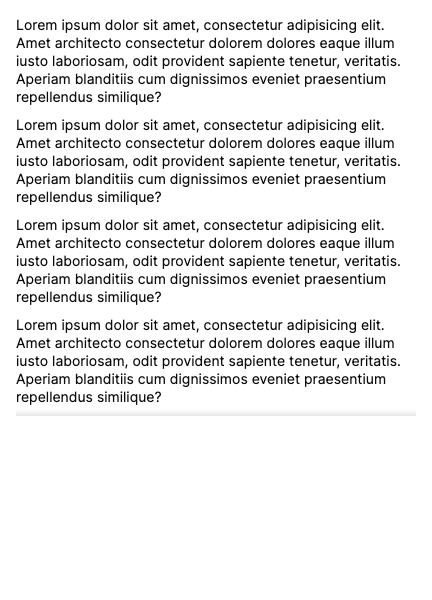 Lorem ipsum dolor sit amet, consectetur adipisicing elit.
Amet architecto consectetur dolorem dolores eaque illum
iusto laboriosam, odit provident sapiente tenetur, veritatis.
Aperiam blanditiis cum dignissimos eveniet praesentium
repellendus similique?
Lorem ipsum dolor sit amet, consectetur adipisicing elit.
Amet architecto consectetur dolorem dolores eaque illum
iusto laboriosam, odit provident sapiente tenetur, veritatis.
Aperiam blanditiis cum dignissimos eveniet praesentium
repellendus similique?
Lorem ipsum dolor sit amet, consectetur adipisicing elit.
Amet architecto consectetur dolorem dolores eaque illum
iusto laboriosam, odit provident sapiente tenetur, veritatis.
Aperiam blanditiis cum dignissimos eveniet praesentium
repellendus similique?
Lorem ipsum dolor sit amet, consectetur adipisicing elit.
Amet architecto consectetur dolorem dolores eaque illum
iusto laboriosam, odit provident sapiente tenetur, veritatis.
Aperiam blanditiis cum dignissimos eveniet praesentium
repellendus similique?